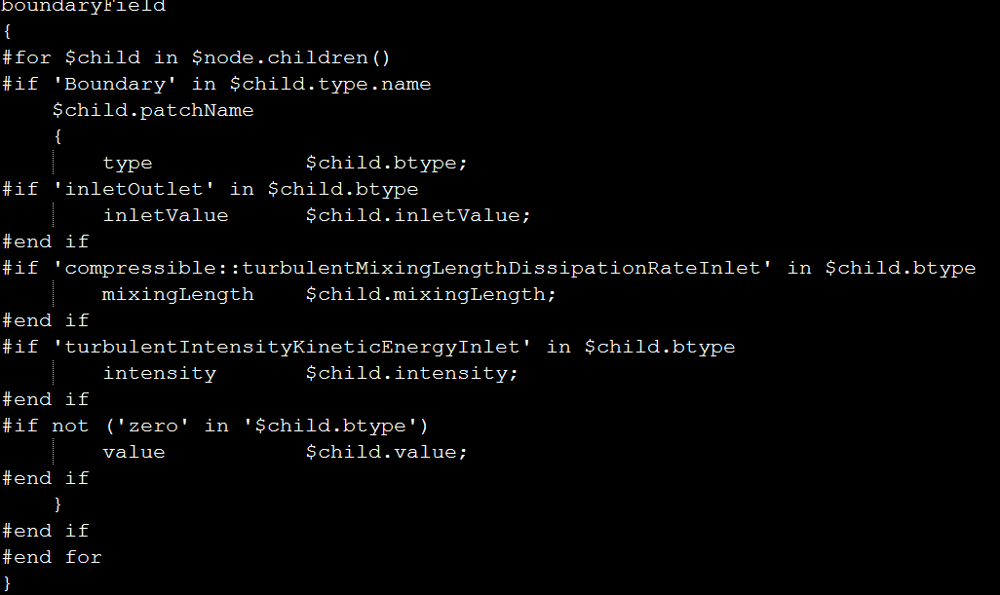 boundaryField
{
#for $child in $node.children()
#if 'Boundary' in $child.type.name
    $child.patchName
    {
        type            $child.btype;
#if 'inletOutlet' in $child.btype
        inletValue      $child.inletValue;
#end if
#if 'compressible::turbulentMixingLengthDissipationRateInlet' in $child.btype
        mixingLength    $child.mixingLength;
#end if
#if 'turbulentIntensityKineticEnergyInlet' in $child.btype
        intensity       $child.intensity;
#end if
#if not ('zero' in '$child.btype')
        value           $child.value;
#end if
    }
#end if
#end for
}